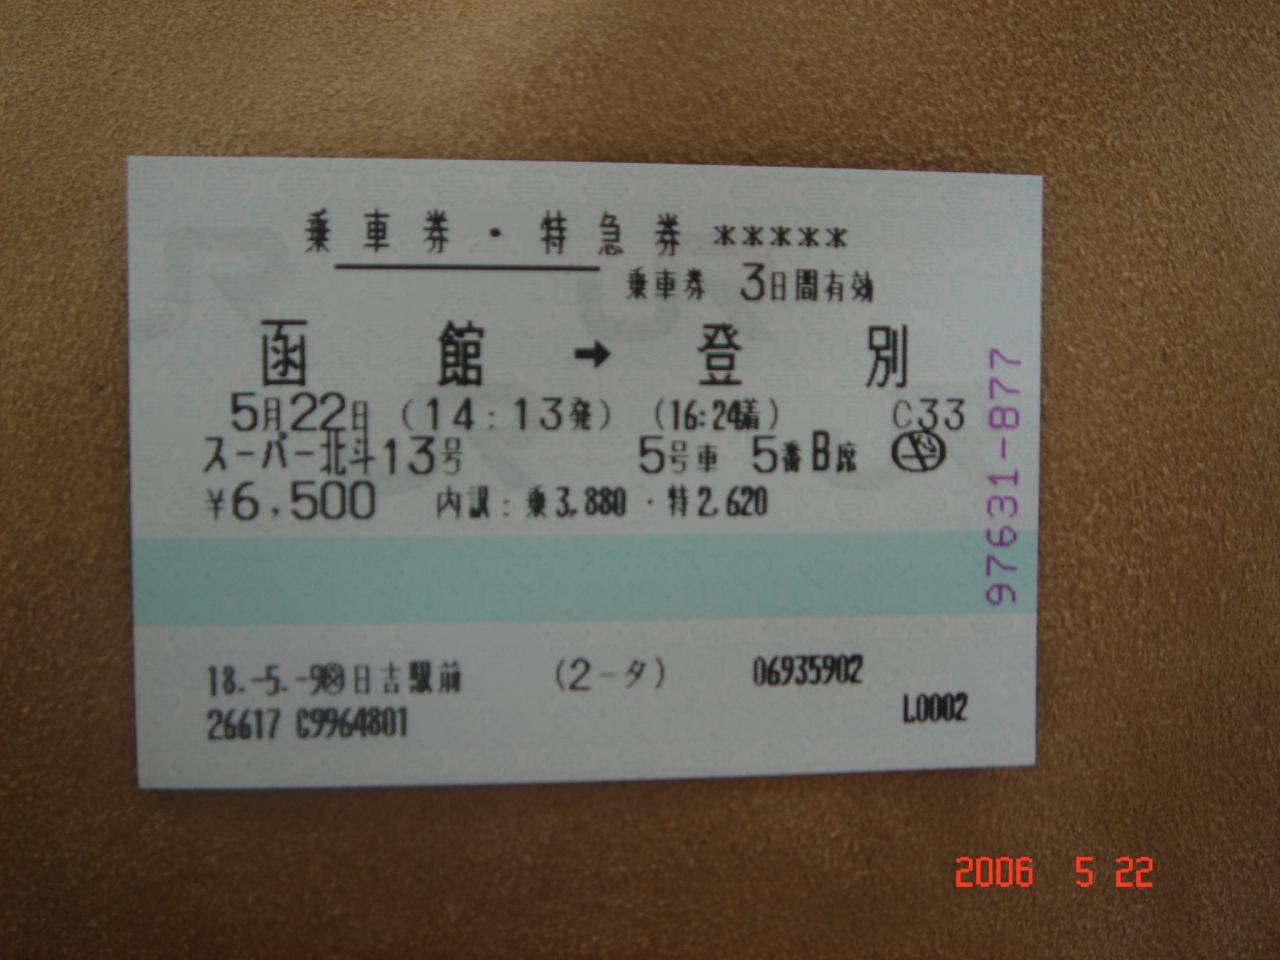 乗車券・特急券 *****
乗車券 3日間有効
函館 → 登別
5月22日 (14:13発) (16:24着) C33
スーパー北斗13号 5号車 5番B席
¥6,500 内訳:乗3,880・特2,620
97631-877
18.-5.-9 日吉駅前 (2-タ) 06935902
26617 C9964801 L0002
JR
2006 5 22